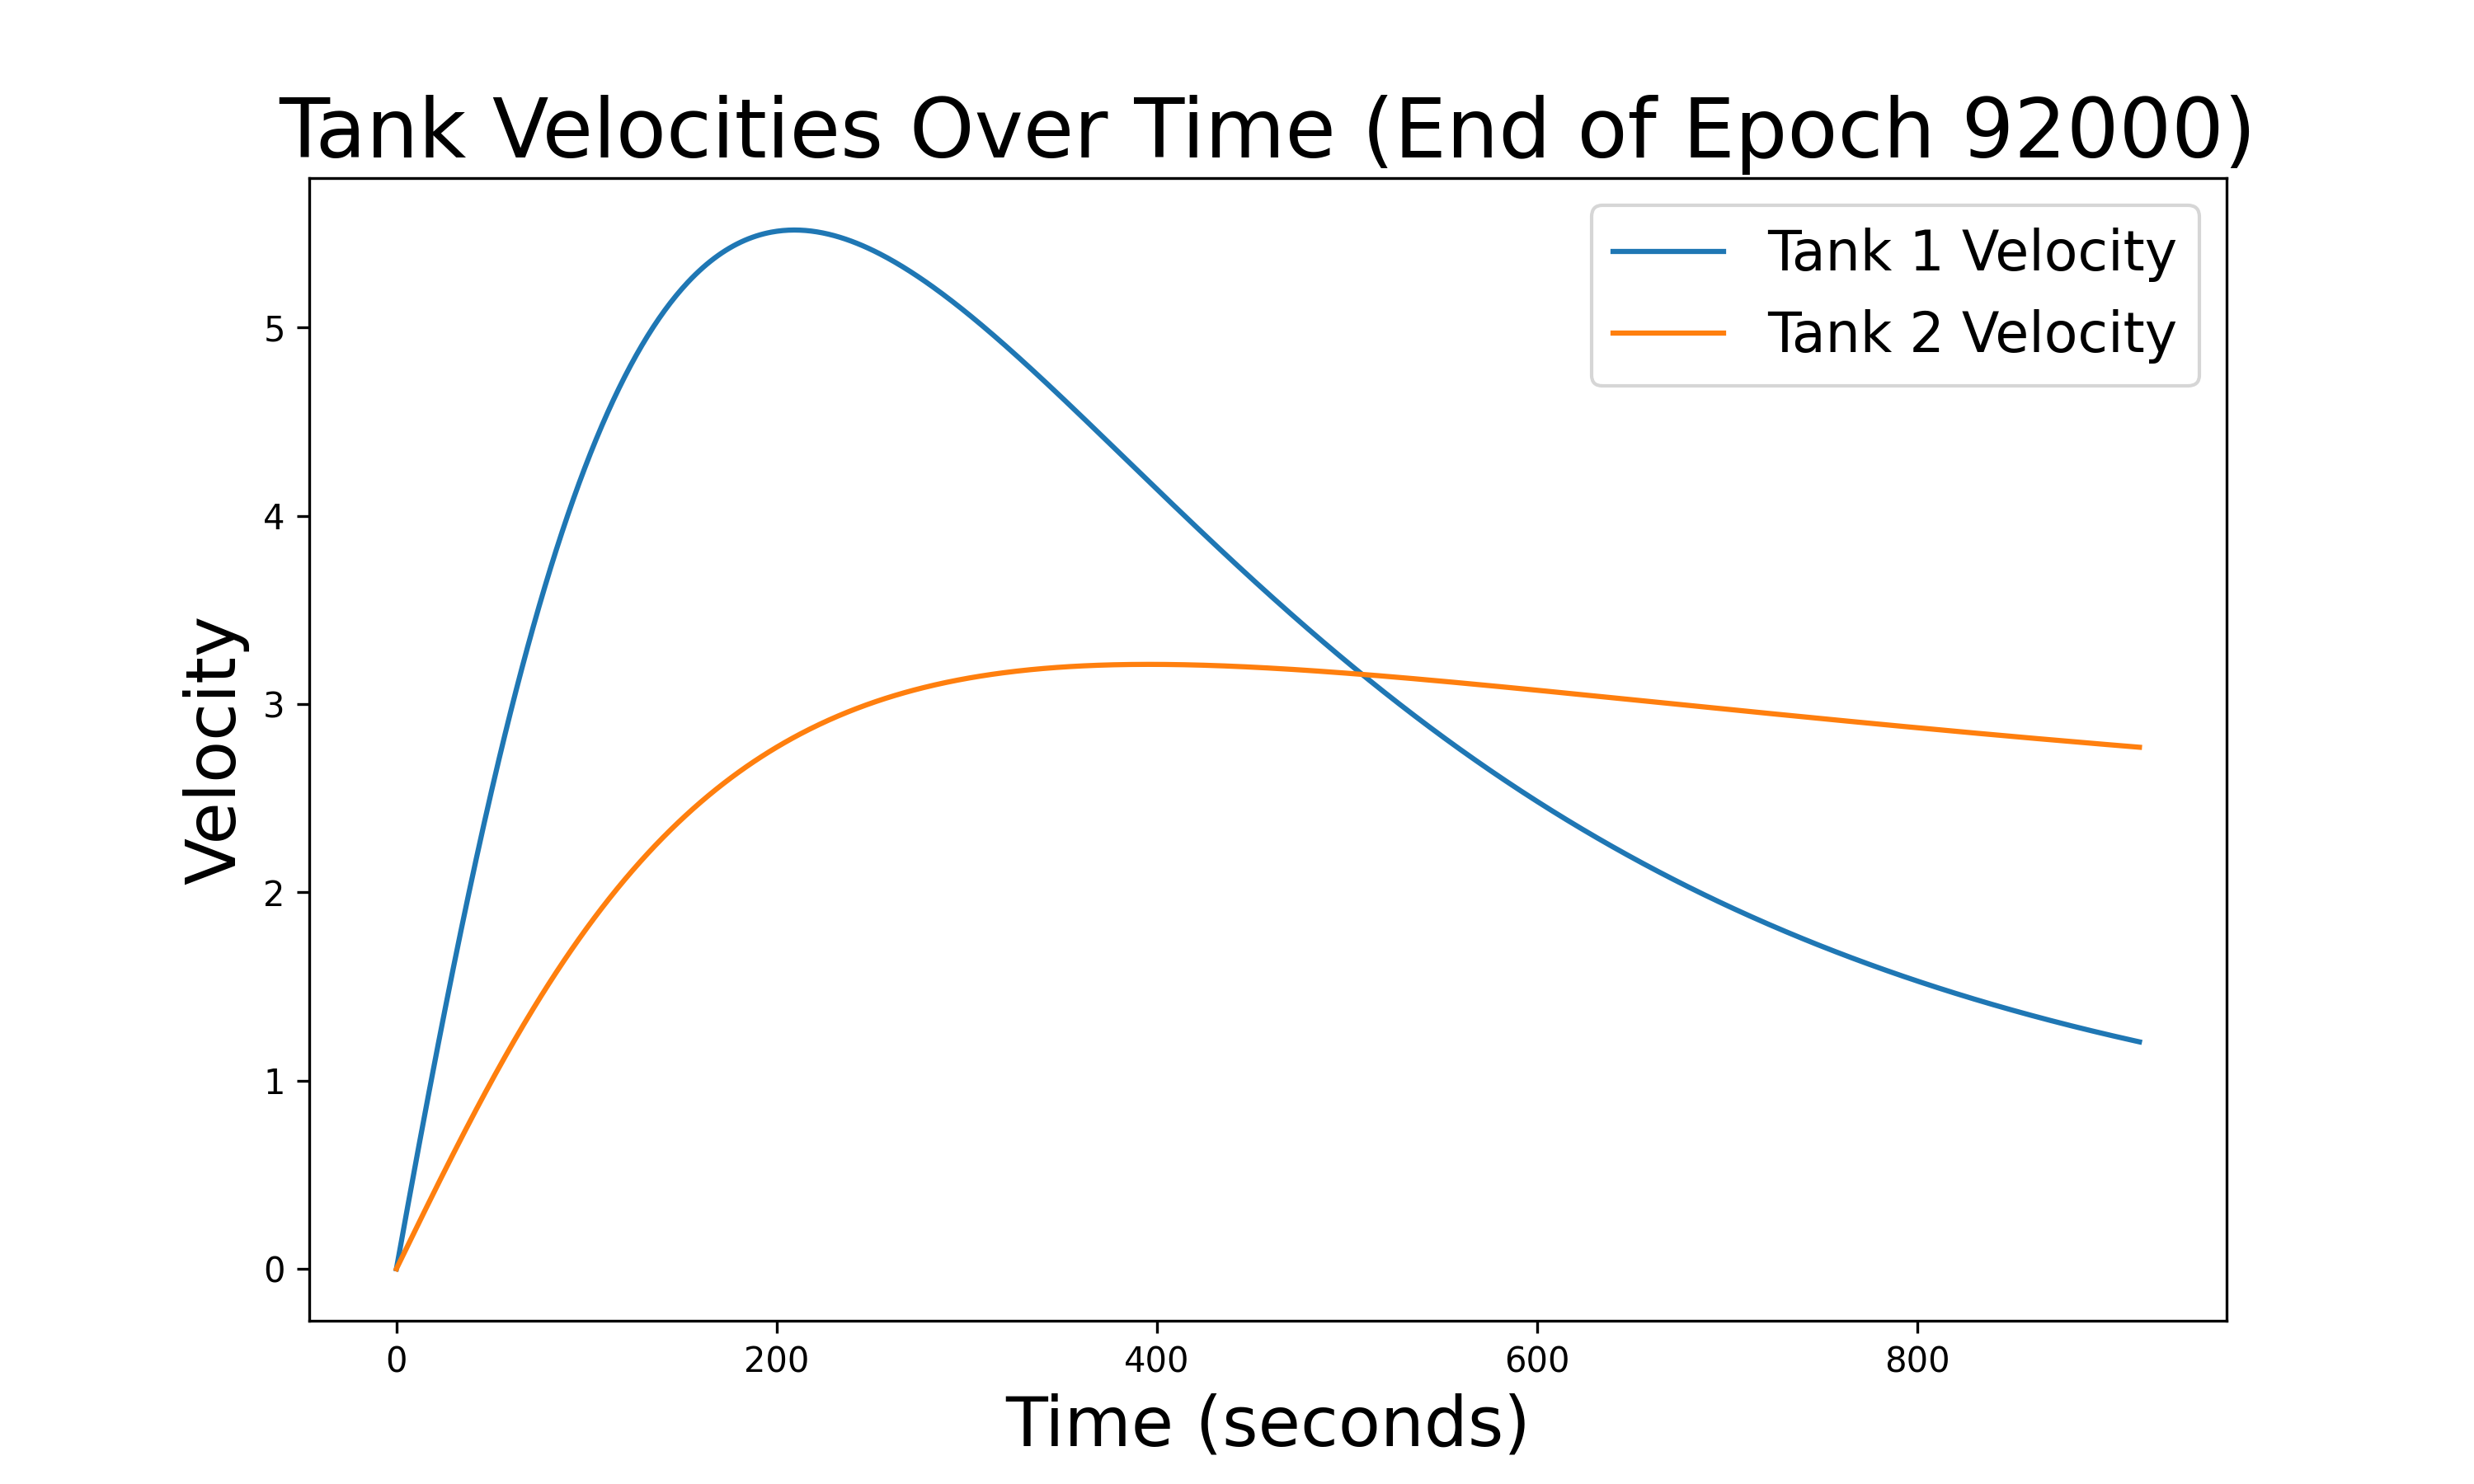 Tank Velocities Over Time (End of Epoch 92000)
Tank 1 Velocity
Tank 2 Velocity
Velocity
5
4
3
2
1
0
0 200 400 600 800
Time (seconds)